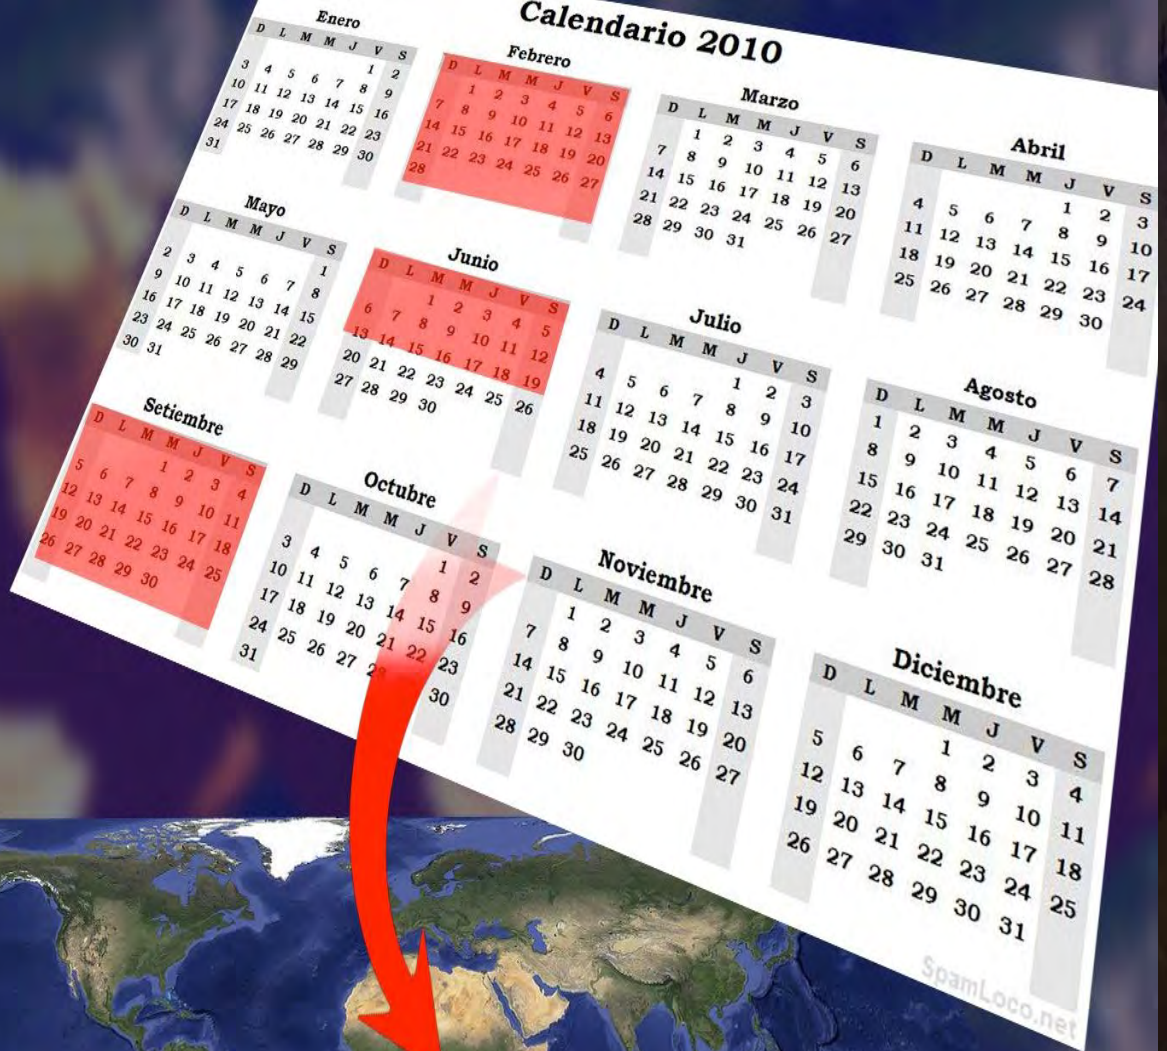 Calendario 2010
Enero
D L M M J V S
1 2
3 4 5 6 7 8 9
10 11 12 13 14 15 16
17 18 19 20 21 22 23
24 25 26 27 28 29 30
31
Febrero
D L M M J V S
1 2 3 4 5 6
7 8 9 10 11 12 13
14 15 16 17 18 19 20
21 22 23 24 25 26 27
28
Marzo
D L M M J V S
1 2 3 4 5 6
7 8 9 10 11 12 13
14 15 16 17 18 19 20
21 22 23 24 25 26 27
28 29 30 31
Abril
D L M M J V S
1 2 3
4 5 6 7 8 9 10
11 12 13 14 15 16 17
18 19 20 21 22 23 24
25 26 27 28 29 30
Mayo
D L M M J V S
1
2 3 4 5 6 7 8
9 10 11 12 13 14 15
16 17 18 19 20 21 22
23 24 25 26 27 28 29
30 31
Junio
D L M M J V S
1 2 3 4 5
6 7 8 9 10 11 12
13 14 15 16 17 18 19
20 21 22 23 24 25 26
27 28 29 30
Julio
D L M M J V S
1 2 3
4 5 6 7 8 9 10
11 12 13 14 15 16 17
18 19 20 21 22 23 24
25 26 27 28 29 30 31
Agosto
D L M M J V S
1 2 3 4 5 6 7
8 9 10 11 12 13 14
15 16 17 18 19 20 21
22 23 24 25 26 27 28
29 30 31
Setiembre
D L M M J V S
1 2 3 4
5 6 7 8 9 10 11
12 13 14 15 16 17 18
19 20 21 22 23 24 25
26 27 28 29 30
Octubre
D L M M J V S
1 2
3 4 5 6 7 8 9
10 11 12 13 14 15 16
17 18 19 20 21 22 23
24 25 26 27 30
31
Noviembre
D L M M J V S
1 2 3 4 5 6
7 8 9 10 11 12 13
14 15 16 17 18 19 20
21 22 23 24 25 26 27
28 29 30
Diciembre
D L M M J V S
1 2 3 4
5 6 7 8 9 10 11
12 13 14 15 16 17 18
19 20 21 22 23 24 25
26 27 28 29 30 31
SpamLoco.net